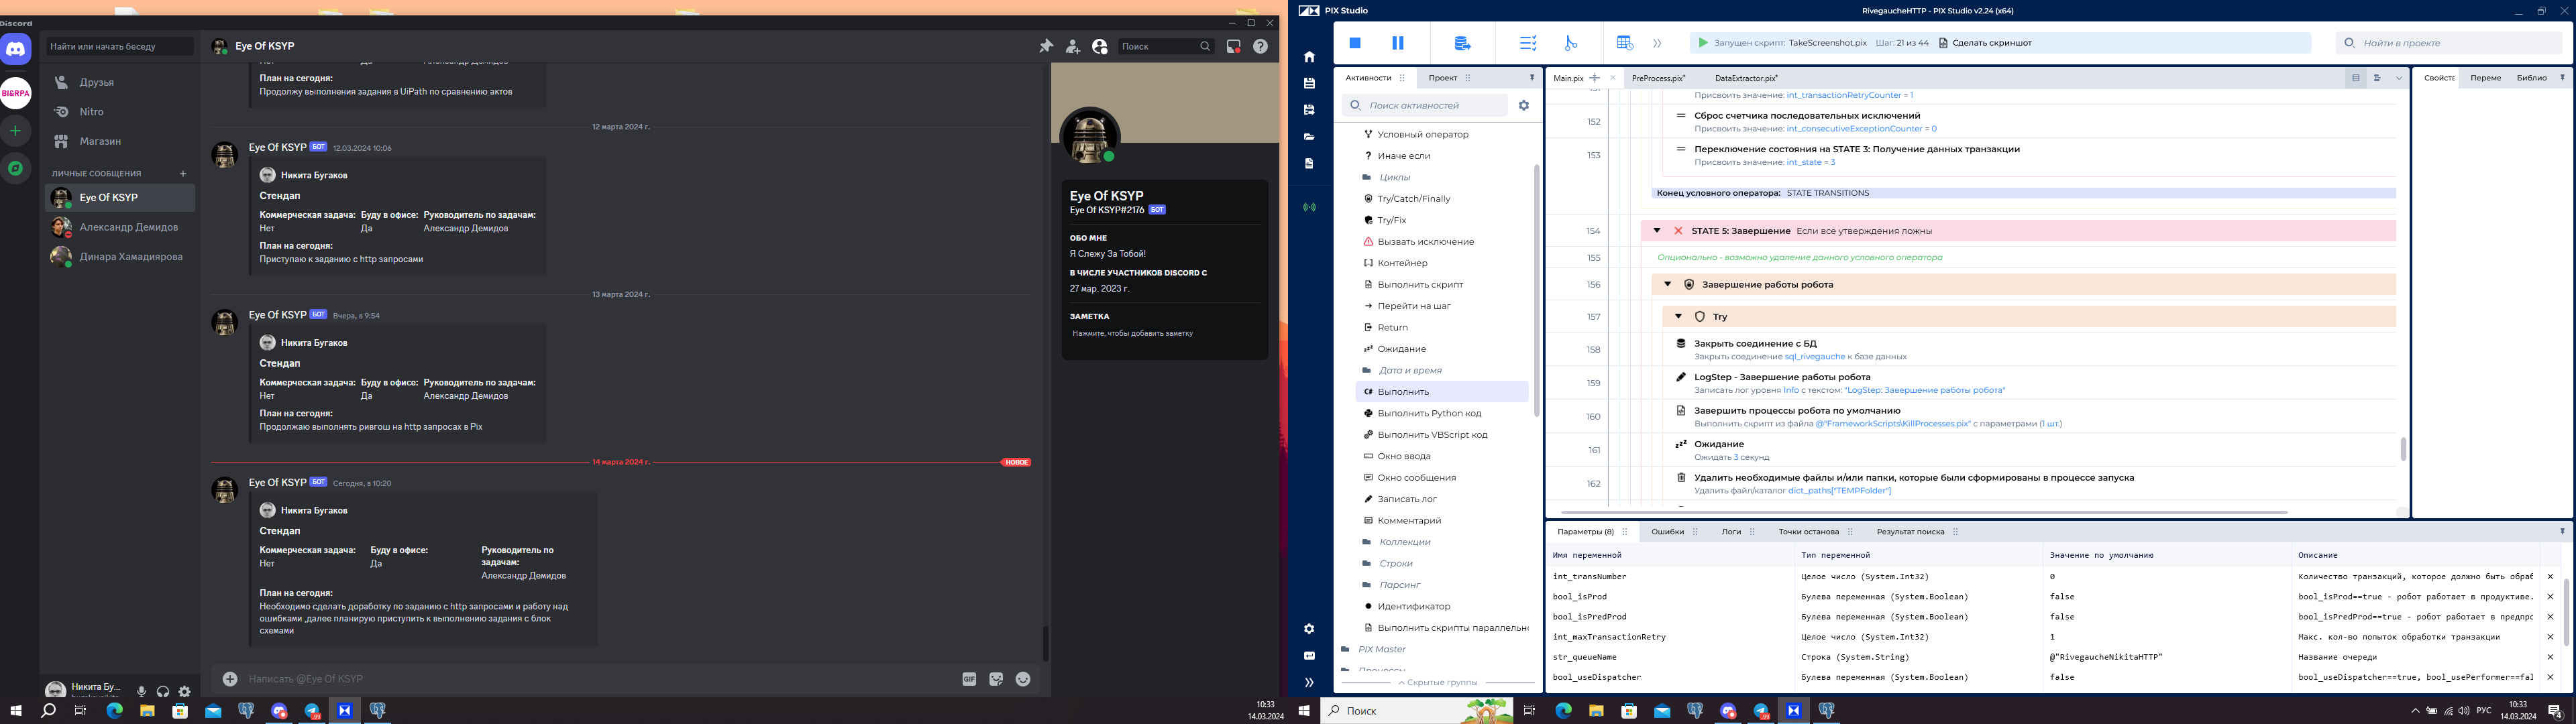 Discord
Найти или начать беседу
Друзья
Nitro
Магазин
ЛИЧНЫЕ СООБЩЕНИЯ
Eye Of KSYP
Александр Демидов
Динара Хамадиярова
BI&RPA
Никита Бу...
Eye Of KSYP
Поиск
Нет Да Александр Демидов
План на сегодня:
Продолжу выполнения задания в UiPath по сравнению актов
12 марта 2024 г.
Eye Of KSYP БОТ 12.03.2024 10:06
Никита Бугаков
Стендап
Коммерческая задача: Буду в офисе: Руководитель по задачам:
Нет Да Александр Демидов
План на сегодня:
Приступаю к заданию с http запросами
13 марта 2024 г.
Eye Of KSYP БОТ Вчера, в 9:54
Никита Бугаков
Стендап
Коммерческая задача: Буду в офисе: Руководитель по задачам:
Нет Да Александр Демидов
План на сегодня:
Продолжаю выполнять ривгош на http запросах в Pix
14 марта 2024 г. НОВОЕ
Eye Of KSYP БОТ Сегодня, в 10:20
Никита Бугаков
Стендап
Коммерческая задача: Буду в офисе: Руководитель по
задачам:
Нет Да Александр Демидов
План на сегодня:
Необходимо сделать доработку по заданию с http запросами и работу над
ошибками ,далее планирую приступить к выполнению задания с блок
схемами
Написать @Eye Of KSYP
GIF
Eye Of KSYP
Eye Of KSYP#2176 БОТ
ОБО МНЕ
Я Слежу За Тобой!
В ЧИСЛЕ УЧАСТНИКОВ DISCORD С
27 мар. 2023 г.
ЗАМЕТКА
Нажмите, чтобы добавить заметку
10:33
14.03.2024
PIX Studio
RivegaucheHTTP - PIX Studio v2.24 (x64)
Запущен скрипт: TakeScreenshot.pix Шаг: 21 из 44 Сделать скриншот
Найти в проекте
Активности
Проект
Поиск активностей
Условный оператор
Иначе если
Циклы
Try/Catch/Finally
Try/Fix
Вызвать исключение
Контейнер
Выполнить скрипт
Перейти на шаг
Return
Ожидание
Дата и время
Выполнить
Выполнить Python код
Выполнить VBScript код
Окно ввода
Окно сообщения
Записать лог
Комментарий
Коллекции
Строки
Парсинг
Идентификатор
Выполнить скрипты параллельн
PIX Master
Процессы
Скрытые группы
Main.pix
PreProcess.pix*
DataExtractor.pix*
Присвоить значение: int_transactionRetryCounter = 1
152 Сброс счетчика последовательных исключений
Присвоить значение: int_consecutiveExceptionCounter = 0
153 Переключение состояния на STATE 3: Получение данных транзакции
Присвоить значение: int_state = 3
Конец условного оператора: STATE TRANSITIONS
154 STATE 5: Завершение Если все утверждения ложны
155 Опционально - возможно удаление данного условного оператора
156 Завершение работы робота
157 Try
158 Закрыть соединение с БД
Закрыть соединение sql_rivegauche к базе данных
159 LogStep - Завершение работы робота
Записать лог уровня Info с текстом: "LogStep: Завершение работы робота"
160 Завершить процессы робота по умолчанию
Выполнить скрипт из файла @"FrameworkScripts\KillProcesses.pix" с параметрами (1 шт.)
161 Ожидание
Ожидать 3 секунд
162 Удалить необходимые файлы и/или папки, которые были сформированы в процессе запуска
Удалить файл/каталог dict_paths["TEMPFolder"]
Свойств
Переме
Библио
Параметры (8)
Ошибки
Логи
Точки останова
Результат поиска
Имя переменной Тип переменной Значение по умолчанию Описание
int_transNumber Целое число (System.Int32) 0 Количество транзакций, которое должно быть обраб
bool_isProd Булева переменная (System.Boolean) false bool_isProd==true - робот работает в продуктиве.
bool_isPredProd Булева переменная (System.Boolean) false bool_isPredProd==true - робот работает в предпрс
int_maxTransactionRetry Целое число (System.Int32) 1 Макс. кол-во попыток обработки транзакции
str_queueName Строка (System.String) @"RivegaucheNikitaHTTP" Название очереди
bool_useDispatcher Булева переменная (System.Boolean) false bool_useDispatcher==true, bool_usePerformer==fal
Поиск
РУС
10:33
14.03.2024